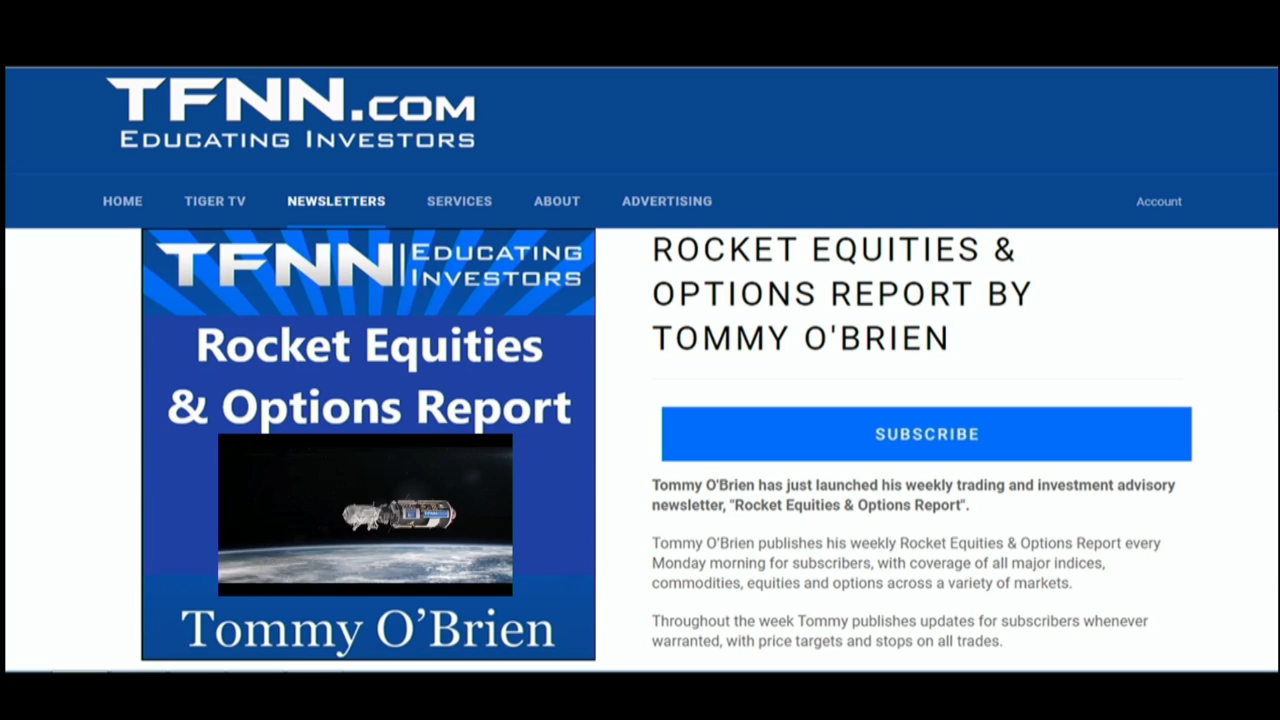 TFNN.COM
EDUCATING INVESTORS
HOME TIGER TV NEWSLETTERS SERVICES ABOUT ADVERTISING Account
TFNN EDUCATING
INVESTORS
Rocket Equities
& Options Report
Tommy O’Brien
ROCKET EQUITIES &
OPTIONS REPORT BY
TOMMY O'BRIEN
SUBSCRIBE
Tommy O'Brien has just launched his weekly trading and investment advisory
newsletter, "Rocket Equities & Options Report".
Tommy O’Brien publishes his weekly Rocket Equities & Options Report every
Monday morning for subscribers, with coverage of all major indices,
commodities, equities and options across a variety of markets.
Throughout the week Tommy publishes updates for subscribers whenever
warranted, with price targets and stops on all trades.